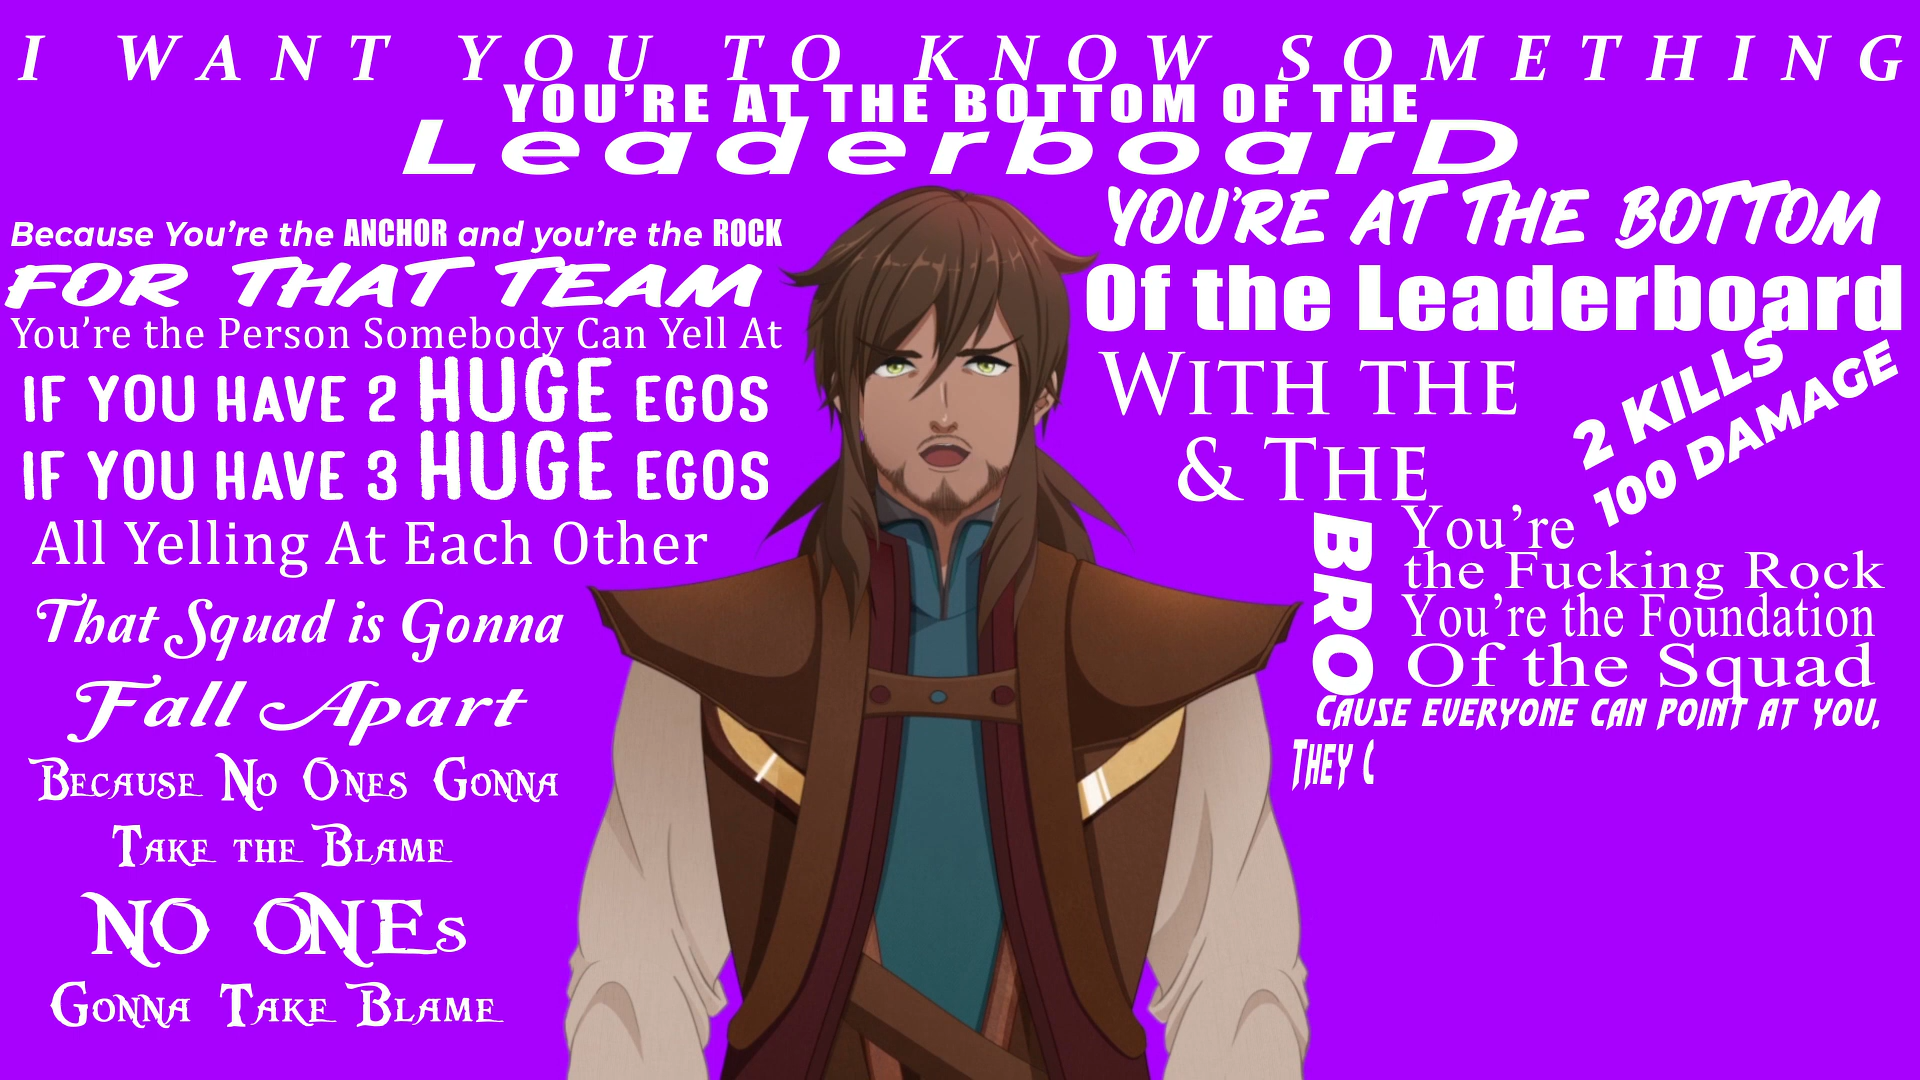 I WANT YOU TO KNOW SOMETHING
YOU'RE AT THE BOTTOM OF THE
LeaderboarD
Because You're the ANCHOR and you're the ROCK
FOR THAT TEAM
You're the Person Somebody Can Yell At
IF YOU HAVE 2 HUGE EGOS
IF YOU HAVE 3 HUGE EGOS
All Yelling At Each Other
That Squad is Gonna
Fall Apart
Because No Ones Gonna
Take the Blame
NO ONEs
Gonna Take Blame
YOU'RE AT THE BOTTOM
Of the Leaderboard
With the
2 KILLS
& The
100 DAMAGE
BRO
You're
the Fucking Rock
You're the Foundation
Of the Squad
CAUSE EVERYONE CAN POINT AT YOU,
THEY C